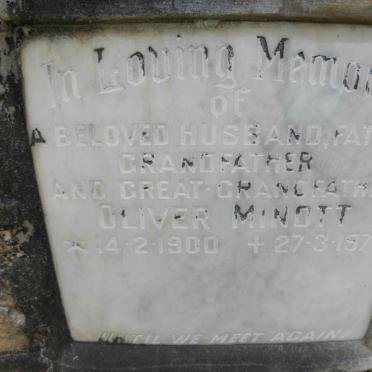 In Loving Memo
of
A BELOVED HUSBAND, FAT
GRANDFATHER
AND GREAT-GRANDFATH
OLIVER MINOTT
* 14-2-1900 + 27-3-197
UNTIL WE MEET AGAIN.